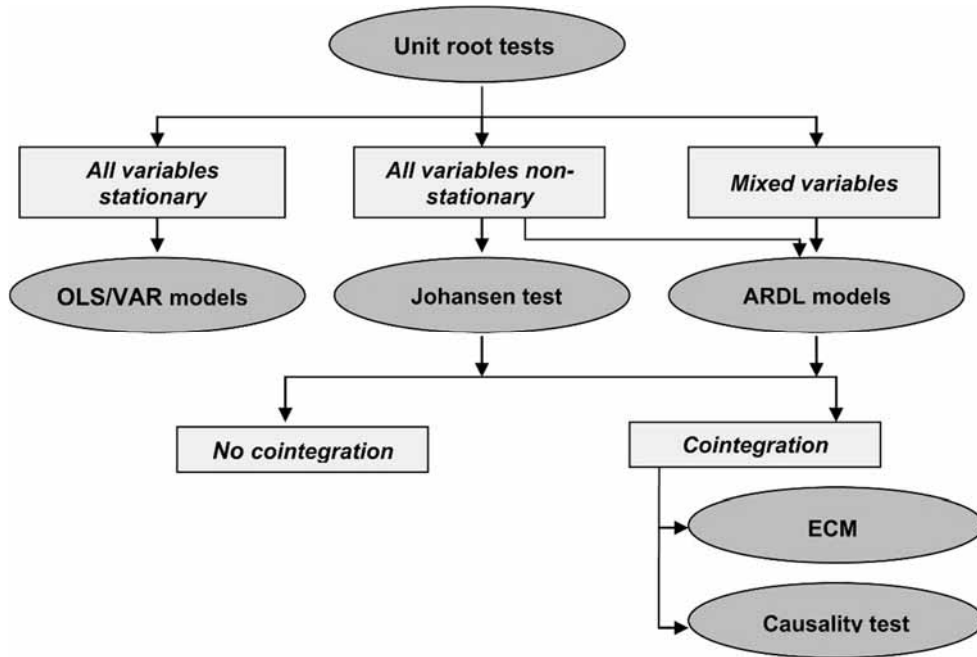 Unit root tests
All variables
stationary
All variables non-
stationary
Mixed variables
OLS/VAR models
Johansen test
ARDL models
No cointegration
Cointegration
ECM
Causality test